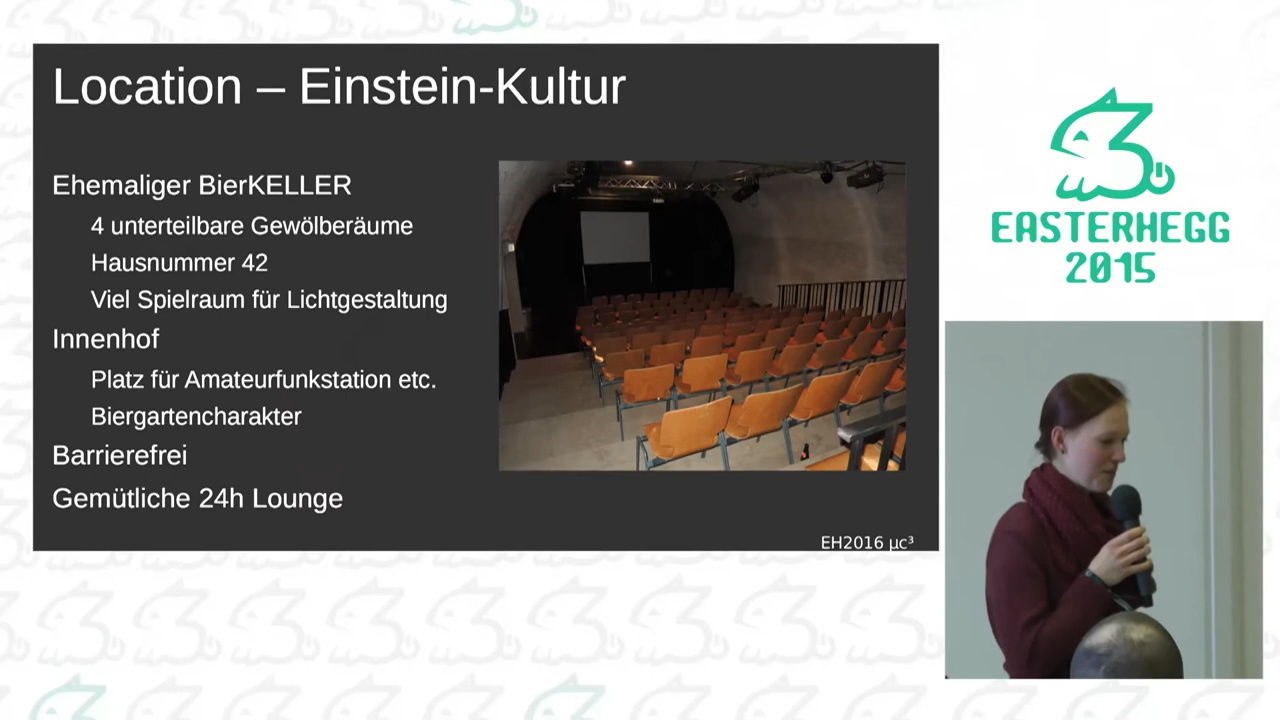 Location – Einstein-Kultur
Ehemaliger BierKELLER
4 unterteilbare Gewölberäume
Hausnummer 42
Viel Spielraum für Lichtgestaltung
Innenhof
Platz für Amateurfunkstation etc.
Biergartencharakter
Barrierefrei
Gemütliche 24h Lounge
EH2016 µc³
EASTERHEGG
2015